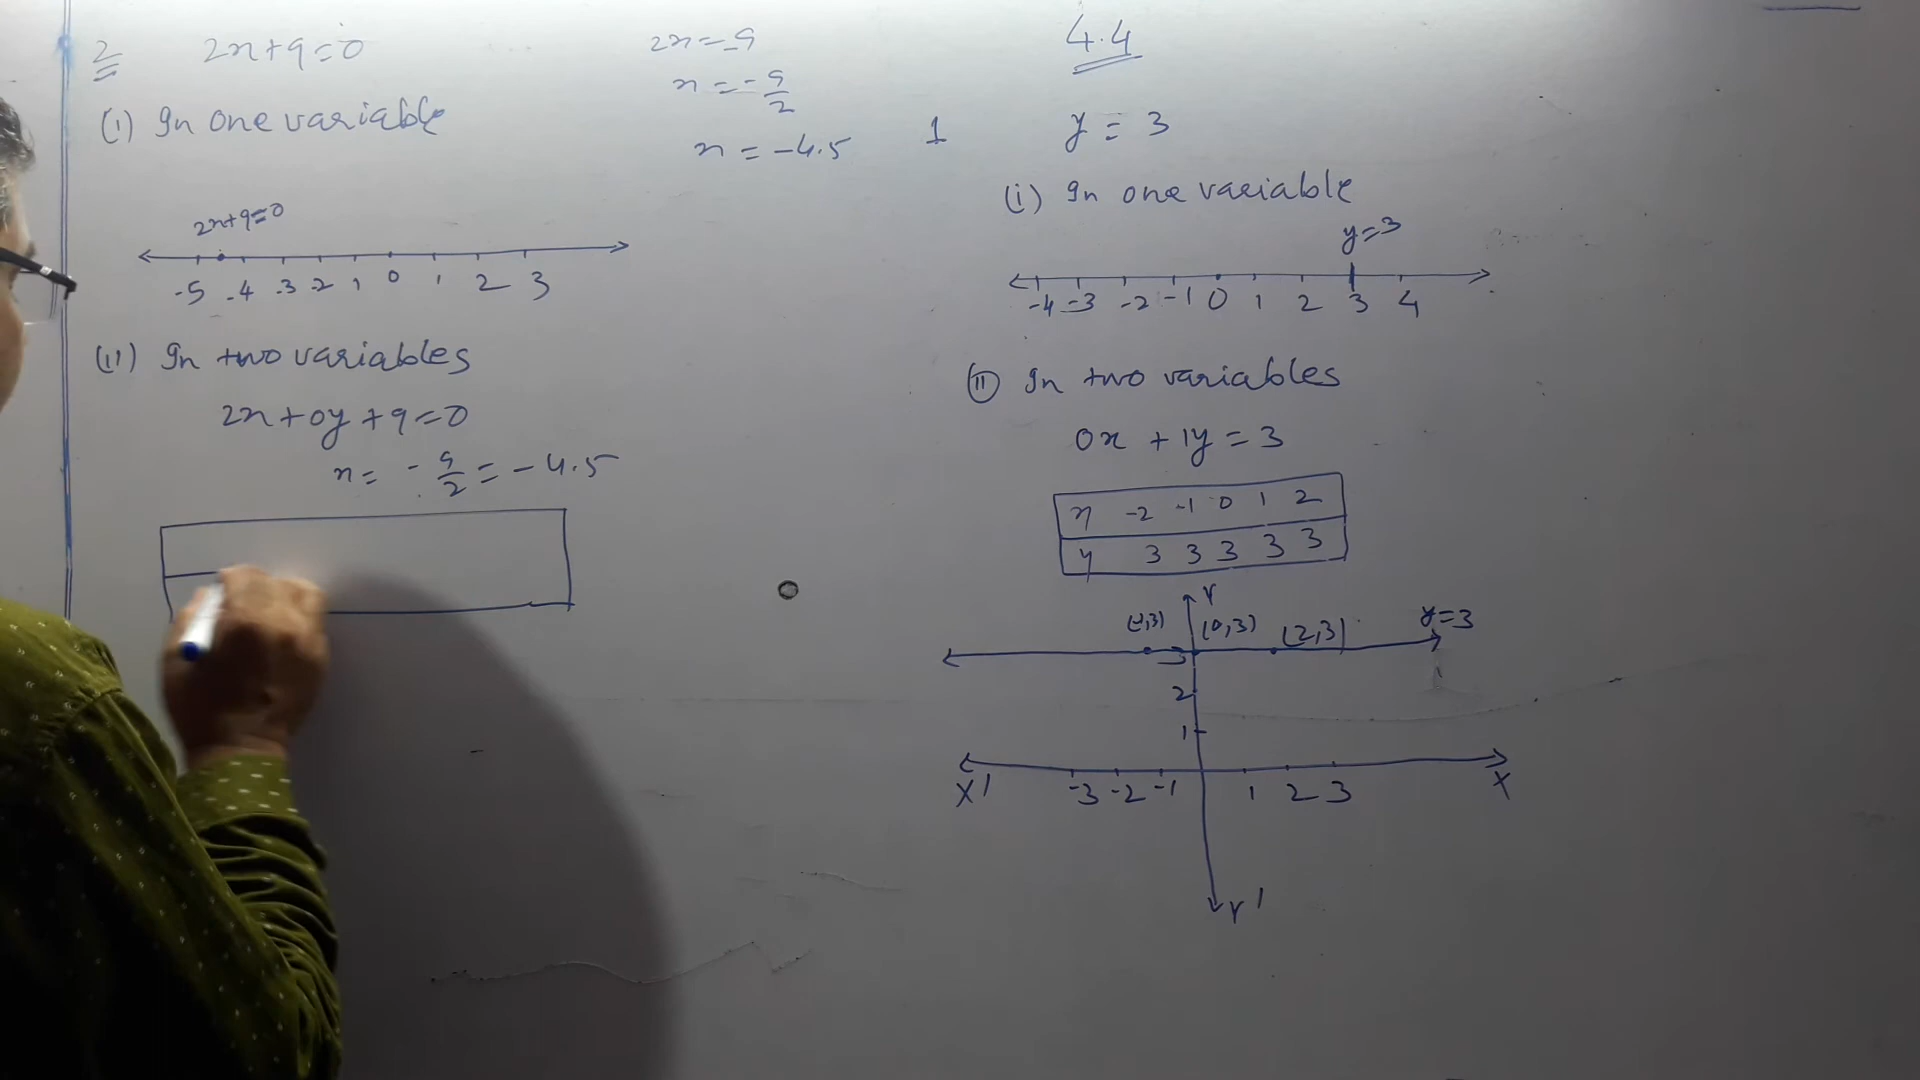 2 2x+9=0
(i) In one variable
2x=-9
x=-9/2
x=-4.5
2x+9=0
-5 -4 -3 -2 1 0 1 2 3
(ii) In two variables
2x+0y+9=0
x=-9/2=-4.5
4.4
1 y=3
(i) In one variable
y=3
-4 -3 -2 -1 0 1 2 3 4
(ii) In two variables
0x+1y=3
x -2 -1 0 1 2
y 3 3 3 3 3
Y
(0,3) (2,3) y=3
3
2
1
X' -3 -2 -1 1 2 3 X
Y'